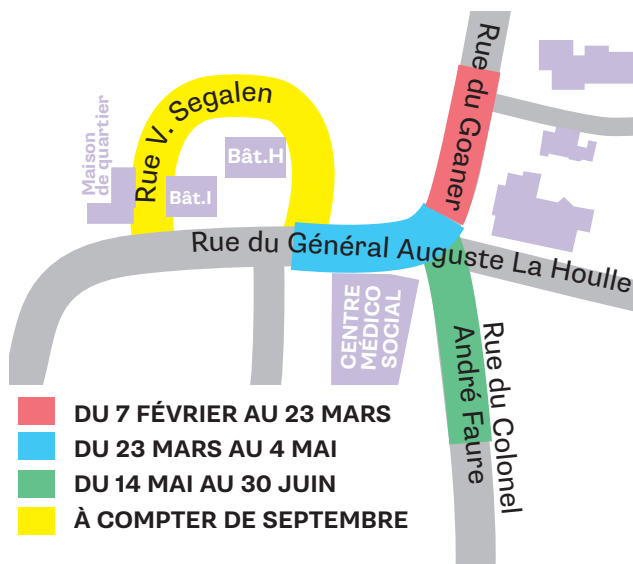 Rue du Goaner
Rue V. Segalen
Maison
de quartier
Bât.H
Bât.I
Rue du Général Auguste La Houlle
CENTRE
MÉDICO
SOCIAL
Rue du Colonel
André Faure
DU 7 FÉVRIER AU 23 MARS
DU 23 MARS AU 4 MAI
DU 14 MAI AU 30 JUIN
À COMPTER DE SEPTEMBRE